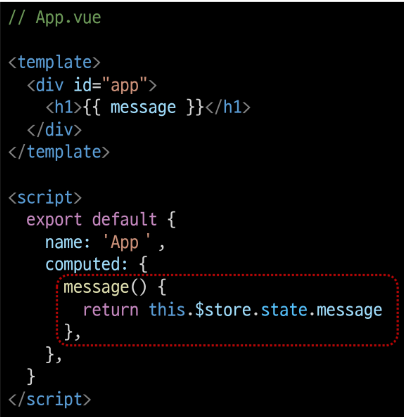 // App.vue
<template>
<div id="app">
<h1>{{ message }}</h1>
</div>
</template>
<script>
export default {
name: 'App',
computed: {
message() {
return this.$store.state.message
},
},
}
</script>